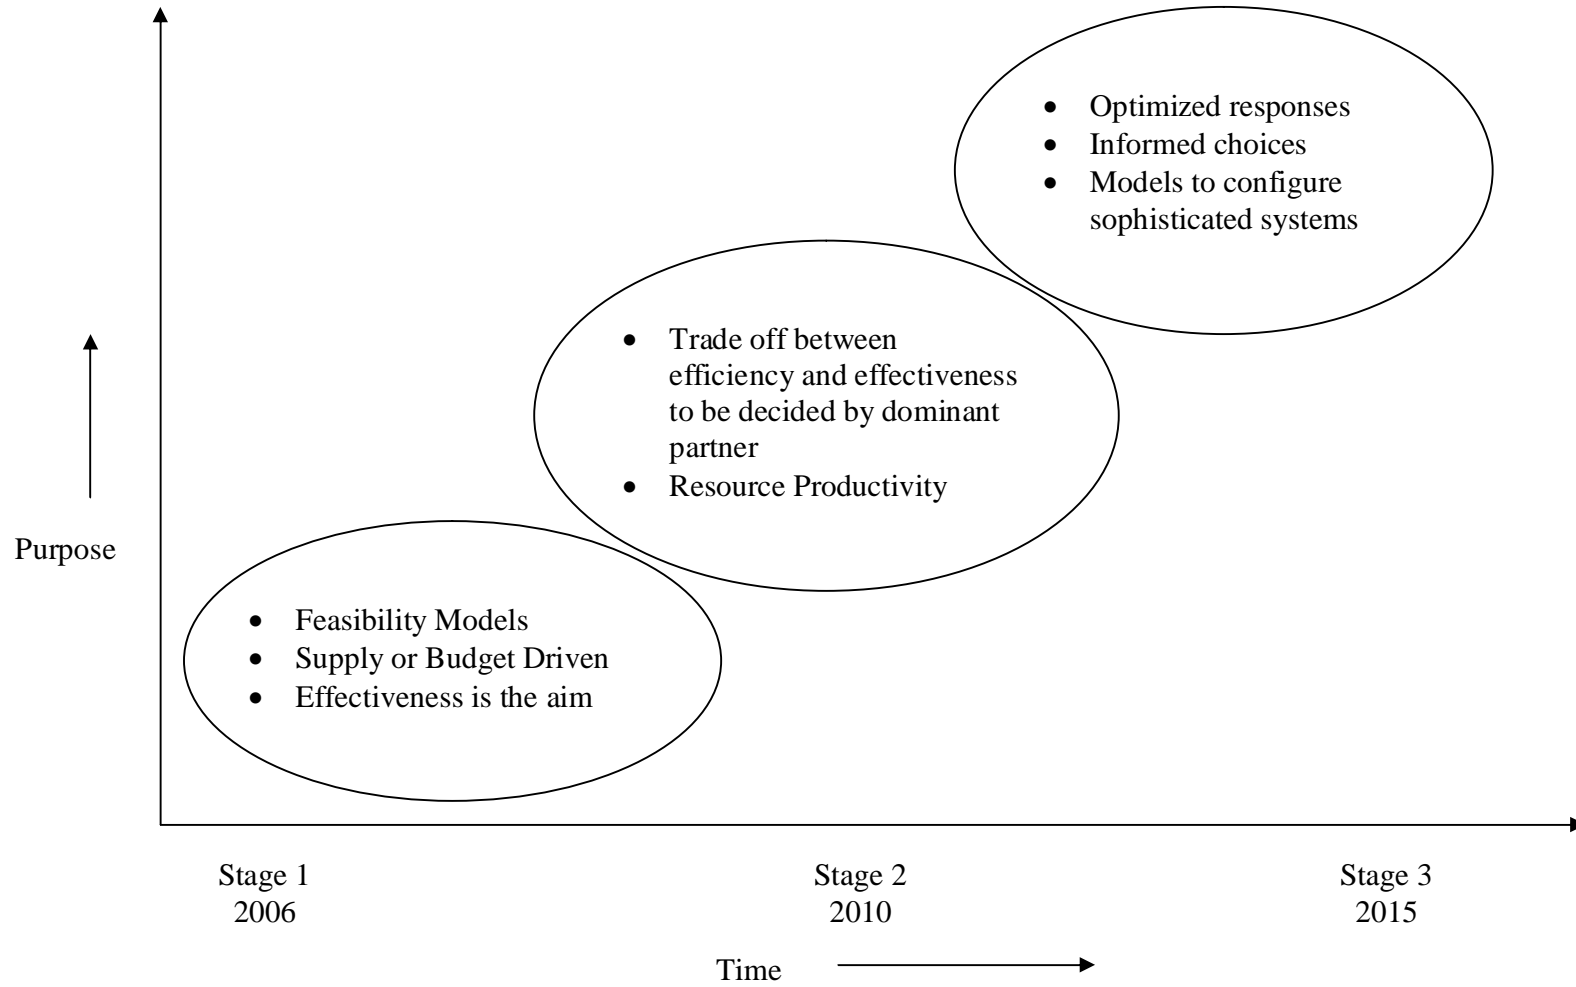 • Optimized responses
• Informed choices
• Models to configure
sophisticated systems
• Trade off between
efficiency and effectiveness
to be decided by dominant
partner
• Resource Productivity
Purpose
• Feasibility Models
• Supply or Budget Driven
• Effectiveness is the aim
Stage 1
2006
Stage 2
2010
Stage 3
2015
Time